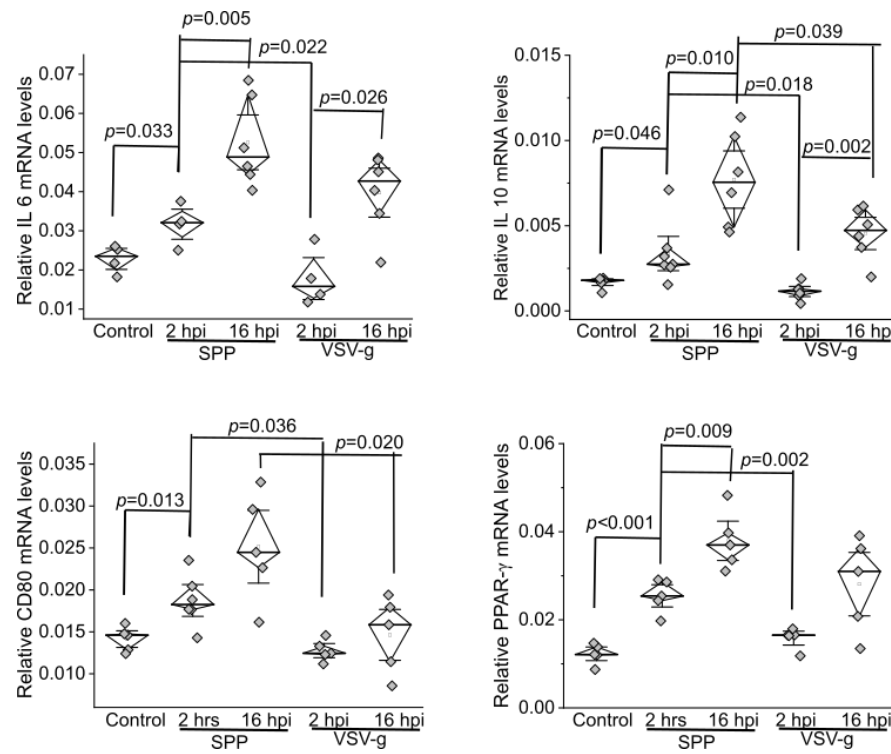 p=0.005
p=0.022
p=0.026
p=0.033
Relative IL 6 mRNA levels
0.07
0.06
0.05
0.04
0.03
0.02
0.01
Control 2 hpi 16 hpi 2 hpi 16 hpi
SPP VSV-g
p=0.039
p=0.010
p=0.018
p=0.046
p=0.002
Relative IL 10 mRNA levels
0.015
0.010
0.005
0.000
Control 2 hpi 16 hpi 2 hpi 16 hpi
SPP VSV-g
p=0.036
p=0.020
p=0.013
Relative CD80 mRNA levels
0.035
0.030
0.025
0.020
0.015
0.010
Control 2 hrs 16 hpi 2 hpi 16 hpi
SPP VSV-g
p=0.009
p=0.002
p<0.001
Relative PPAR-γ mRNA levels
0.06
0.04
0.02
0.00
Control 2 hrs 16 hpi 2 hpi 16 hpi
SPP VSV-g